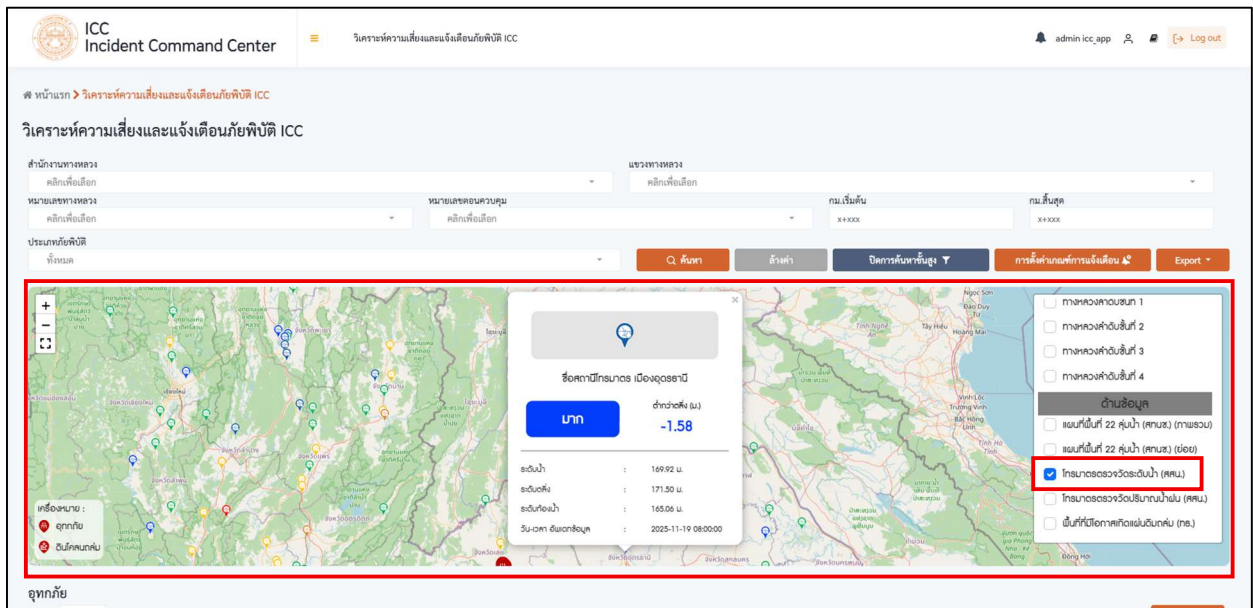 ICC
Incident Command Center
วิเคราะห์ความเสี่ยงและแจ้งเตือนภัยพิบัติ ICC
admin icc_app
Log out
หน้าแรก > วิเคราะห์ความเสี่ยงและแจ้งเตือนภัยพิบัติ ICC
วิเคราะห์ความเสี่ยงและแจ้งเตือนภัยพิบัติ ICC
สำนักงานทางหลวง
แขวงทางหลวง
คลิกเพื่อเลือก
คลิกเพื่อเลือก
หมายเลขทางหลวง
หมายเลขตอนควบคุม
กม.เริ่มต้น
กม.สิ้นสุด
คลิกเพื่อเลือก
คลิกเพื่อเลือก
x+xxx
x+xxx
ประเภทภัยพิบัติ
ทั้งหมด
ค้นหา
ล้างค่า
ปิดการค้นหาขั้นสูง
การตั้งค่าเกณฑ์การแจ้งเตือน
Export
+
−
×
ชื่อสถานีโทรมาตร เมืองอุดรธานี
มาก
ต่ำกว่าตลิ่ง (ม.)
-1.58
ระดับน้ำ : 169.92 ม.
ระดับตลิ่ง : 171.50 ม.
ระดับท้องน้ำ : 165.06 ม.
วัน-เวลา อัพเดทข้อมูล : 2025-11-19 08:00:00
ทางหลวงลำดับชั้นที่ 2
ทางหลวงลำดับชั้นที่ 3
ทางหลวงลำดับชั้นที่ 4
ด้านข้อมูล
แผนที่พื้นที่ 22 ลุ่มน้ำ (สทนช.) (ภาพรวม)
แผนที่พื้นที่ 22 ลุ่มน้ำ (สทนช.) (ย่อย)
โทรมาตรตรวจวัดระดับน้ำ (สสน.)
โทรมาตรตรวจวัดปริมาณน้ำฝน (สสน.)
พื้นที่ที่มีโอกาสเกิดแผ่นดินถล่ม (ทธ.)
เครื่องหมาย :
อุทกภัย
ดินโคลนถล่ม
Ngoc Son
Đào Duy Từ
Tây Hiếu
Hoàng Mai
Vinh Lộc
Trường Vinh
Đồng Hới
อุทกภัย